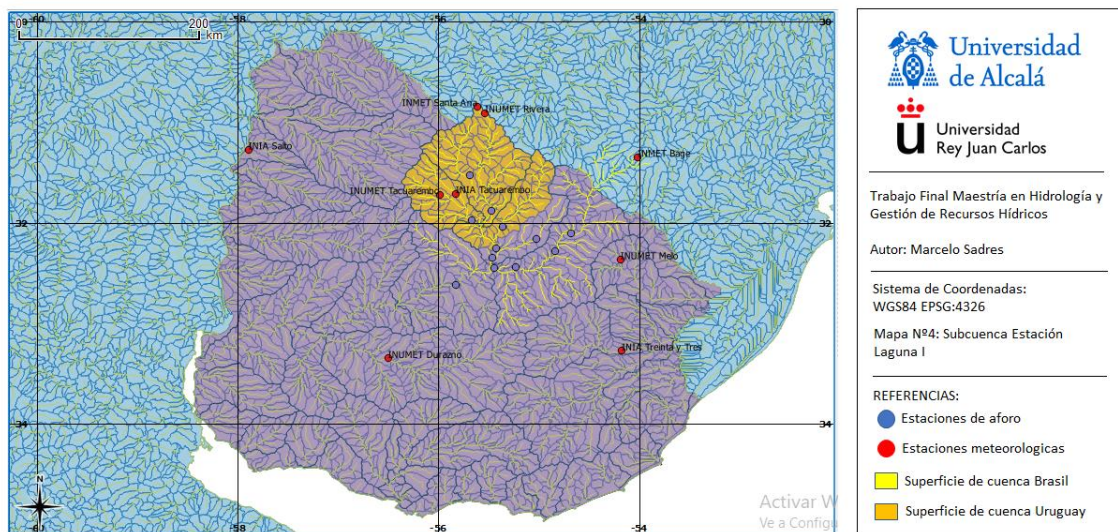 -60
-58
-56
-54
30
0
200
km
INMET Santa Ana
INUMET Rivera
INIA Salto
INMET Bage
INUMET Tacuarembo
INIA Tacuarembo
32
32
INUMET Melo
INUMET Durazno
INIA Treinta y Tres
34
34
N
-60
-58
-56
-54
Activar W
Ve a Configu
Universidad
de Alcalá
u
Universidad
Rey Juan Carlos
Trabajo Final Maestría en Hidrología y
Gestión de Recursos Hídricos
Autor: Marcelo Sadres
Sistema de Coordenadas:
WGS84 EPSG:4326
Mapa Nº4: Subcuenca Estación
Laguna I
REFERENCIAS:
Estaciones de aforo
Estaciones meteorologicas
Superficie de cuenca Brasil
Superficie de cuenca Uruguay